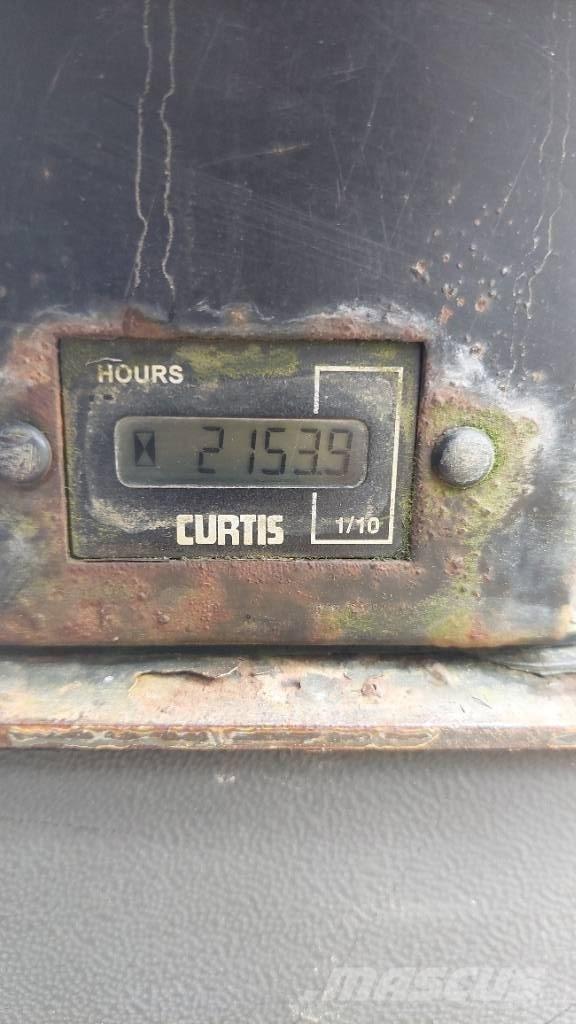 HOURS
2153.9
CURTIS
1/10
MASCUS